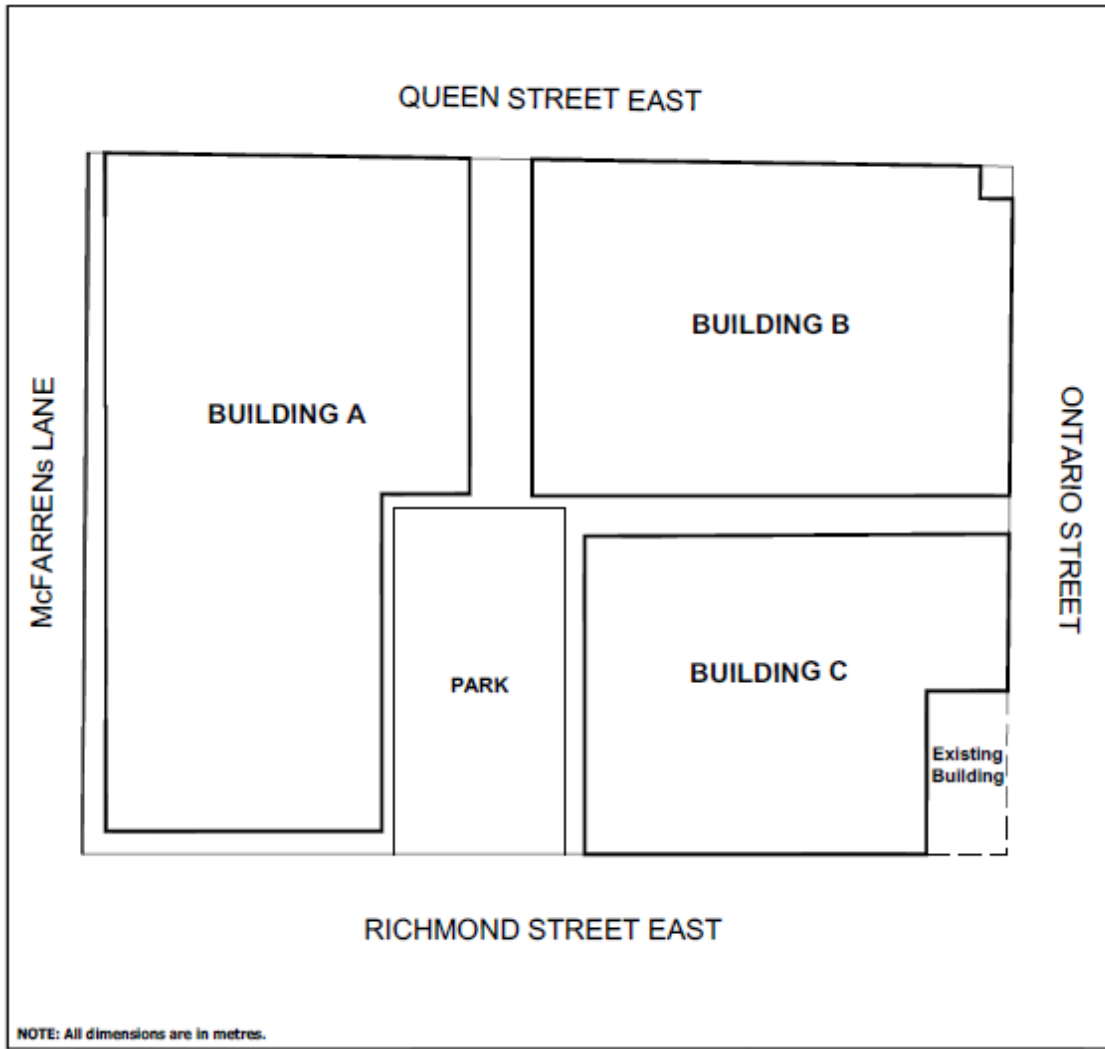 QUEEN STREET EAST
BUILDING B
BUILDING A
McFARRENs LANE
ONTARIO STREET
BUILDING C
PARK
Existing
Building
RICHMOND STREET EAST
NOTE: All dimensions are in metres.